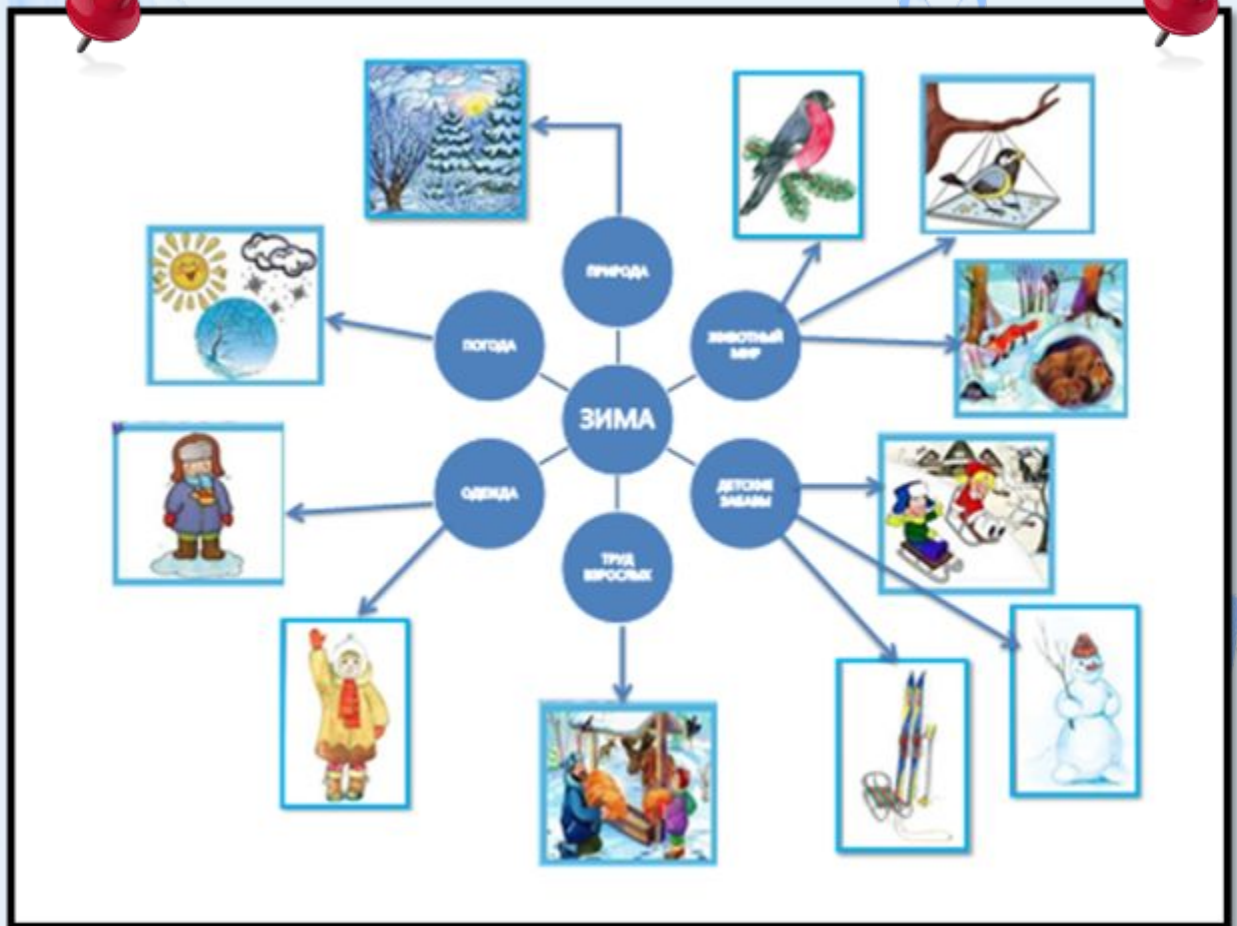 ПРИРОДА
ПОГОДА
ЖИВОТНЫЙ
МИР
ЗИМА
ОДЕЖДА
ДЕТСКИЕ
ЗАБАВЫ
ТРУД
ВЗРОСЛЫХ